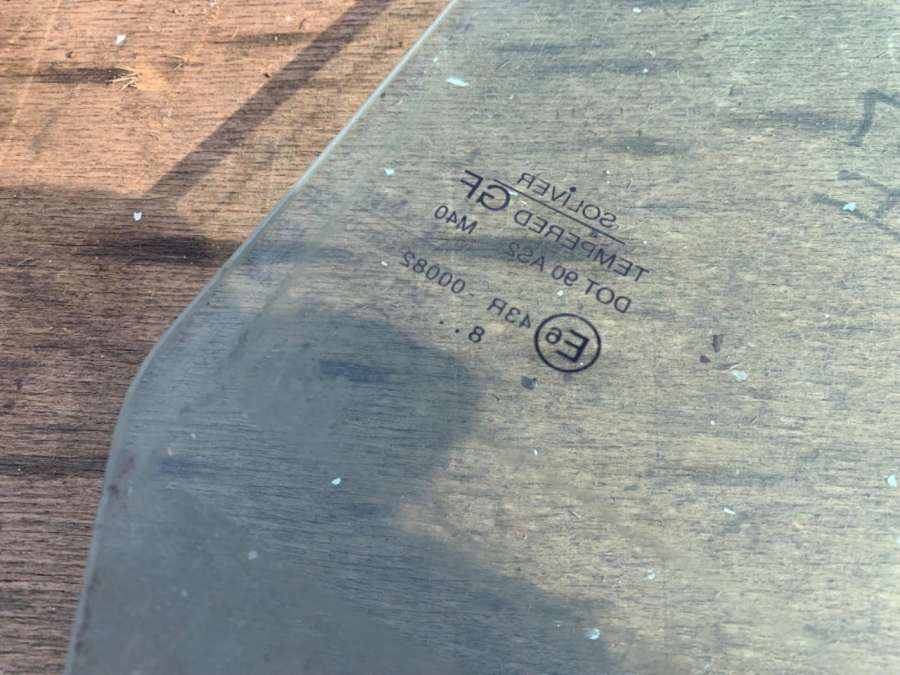 SOLIVER
TEMPERED GF
DOT 90 AS2 M40
E6 43R - 00082
8 . .